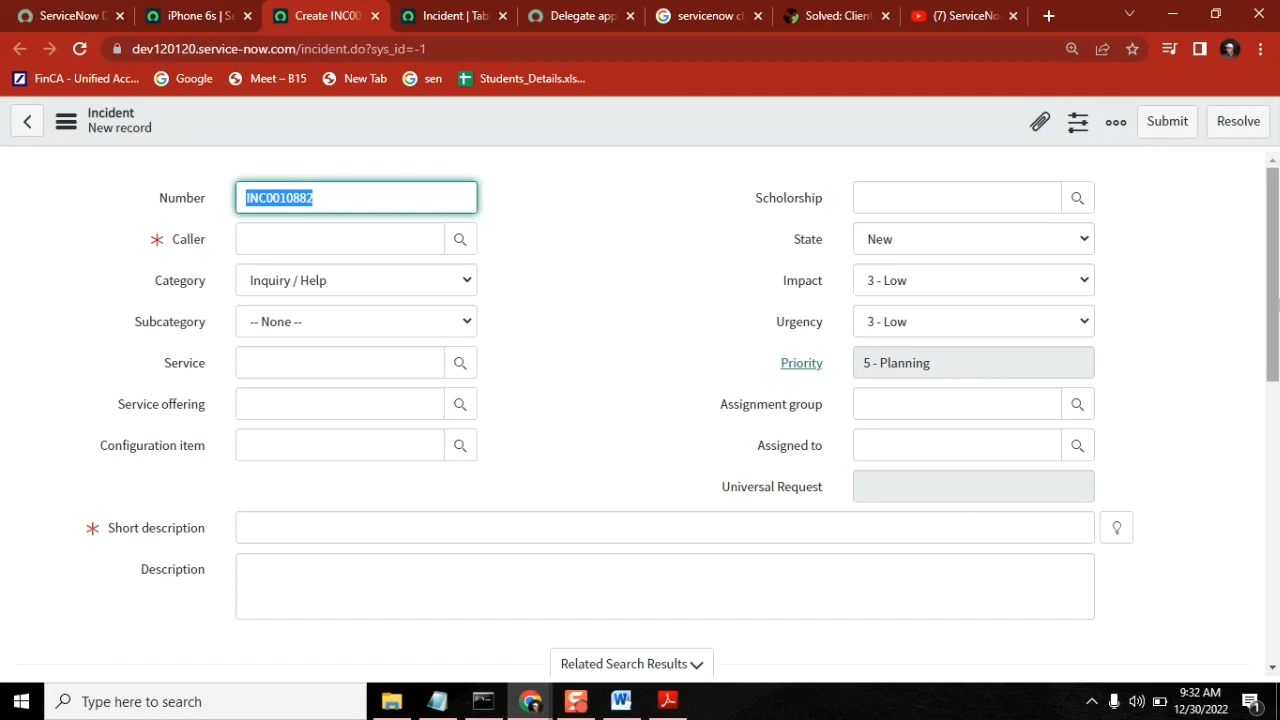 ServiceNow D
iPhone 6s | Se
Create INC00
Incident | Tab
Delegate app
servicenow cl
Solved: Client
(7) ServiceNo
dev120120.service-now.com/incident.do?sys_id=-1
FinCA - Unified Acc...
Google
Meet – B15
New Tab
sen
Students_Details.xls...
Incident
New record
Submit
Resolve
Number
INC0010882
Scholorship
Caller
State
New
Category
Inquiry / Help
Impact
3 - Low
Subcategory
-- None --
Urgency
3 - Low
Service
Priority
5 - Planning
Service offering
Assignment group
Configuration item
Assigned to
Universal Request
Short description
Description
Related Search Results
Type here to search
9:32 AM
12/30/2022
1